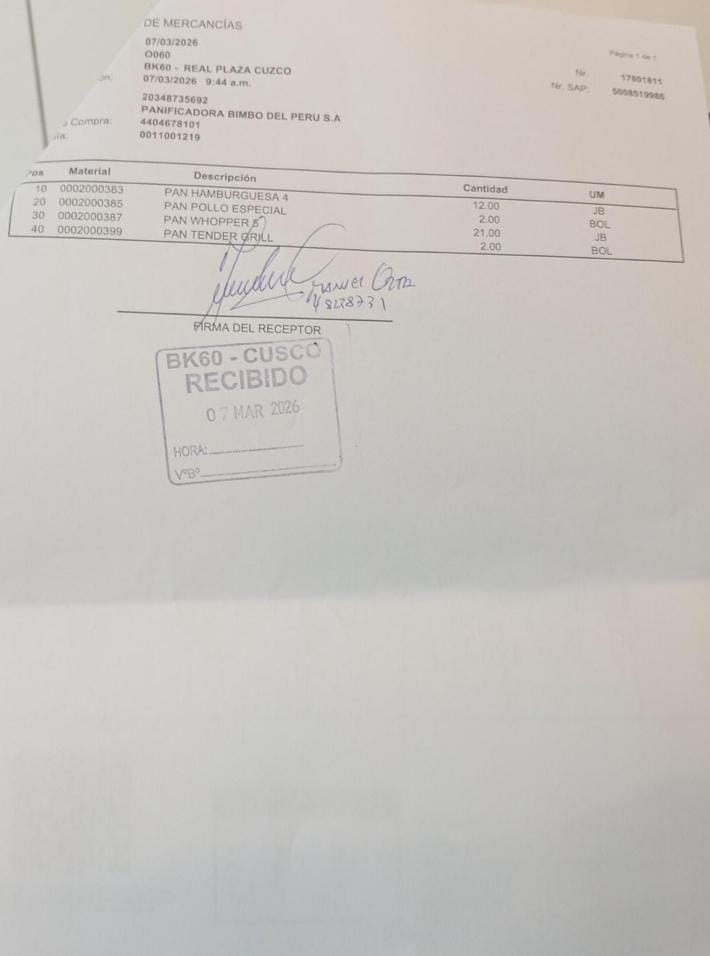 DE MERCANCÍAS
Página 1 de 1
07/03/2026
O060
BK60 - REAL PLAZA CUZCO
ón: 07/03/2026 9:44 a.m.
Nr. 17801811
Nr. SAP: 5008519986
20348735692
PANIFICADORA BIMBO DEL PERU S.A
a Compra: 4404678101
ía: 0011001219
Pos Material Descripción Cantidad UM
10 0002000383 PAN HAMBURGUESA 4 12.00 JB
20 0002000385 PAN POLLO ESPECIAL 2.00 BOL
30 0002000387 PAN WHOPPER 5 21.00 JB
40 0002000399 PAN TENDER GRILL 2.00 BOL
Manuel
FIRMA DEL RECEPTOR
BK60 - CUSCO
RECIBIDO
07 MAR 2026
HORA:
VºBº